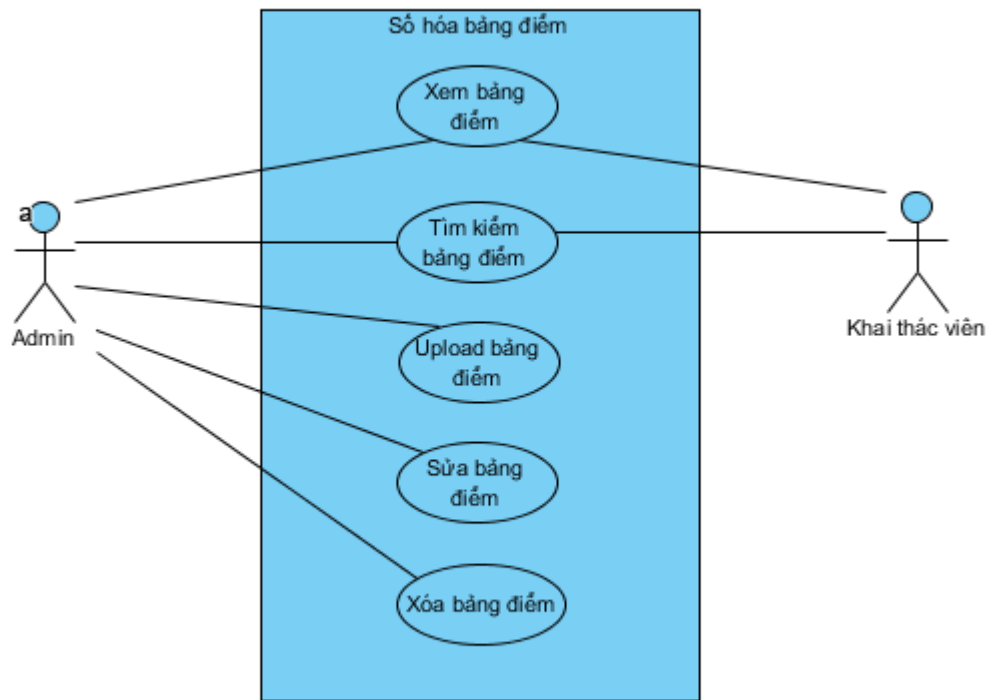 Số hóa bảng điểm
Xem bảng
điểm
a
Tìm kiếm
bảng điểm
Admin
Khai thác viên
Upload bảng
điểm
Sửa bảng
điểm
Xóa bảng điểm